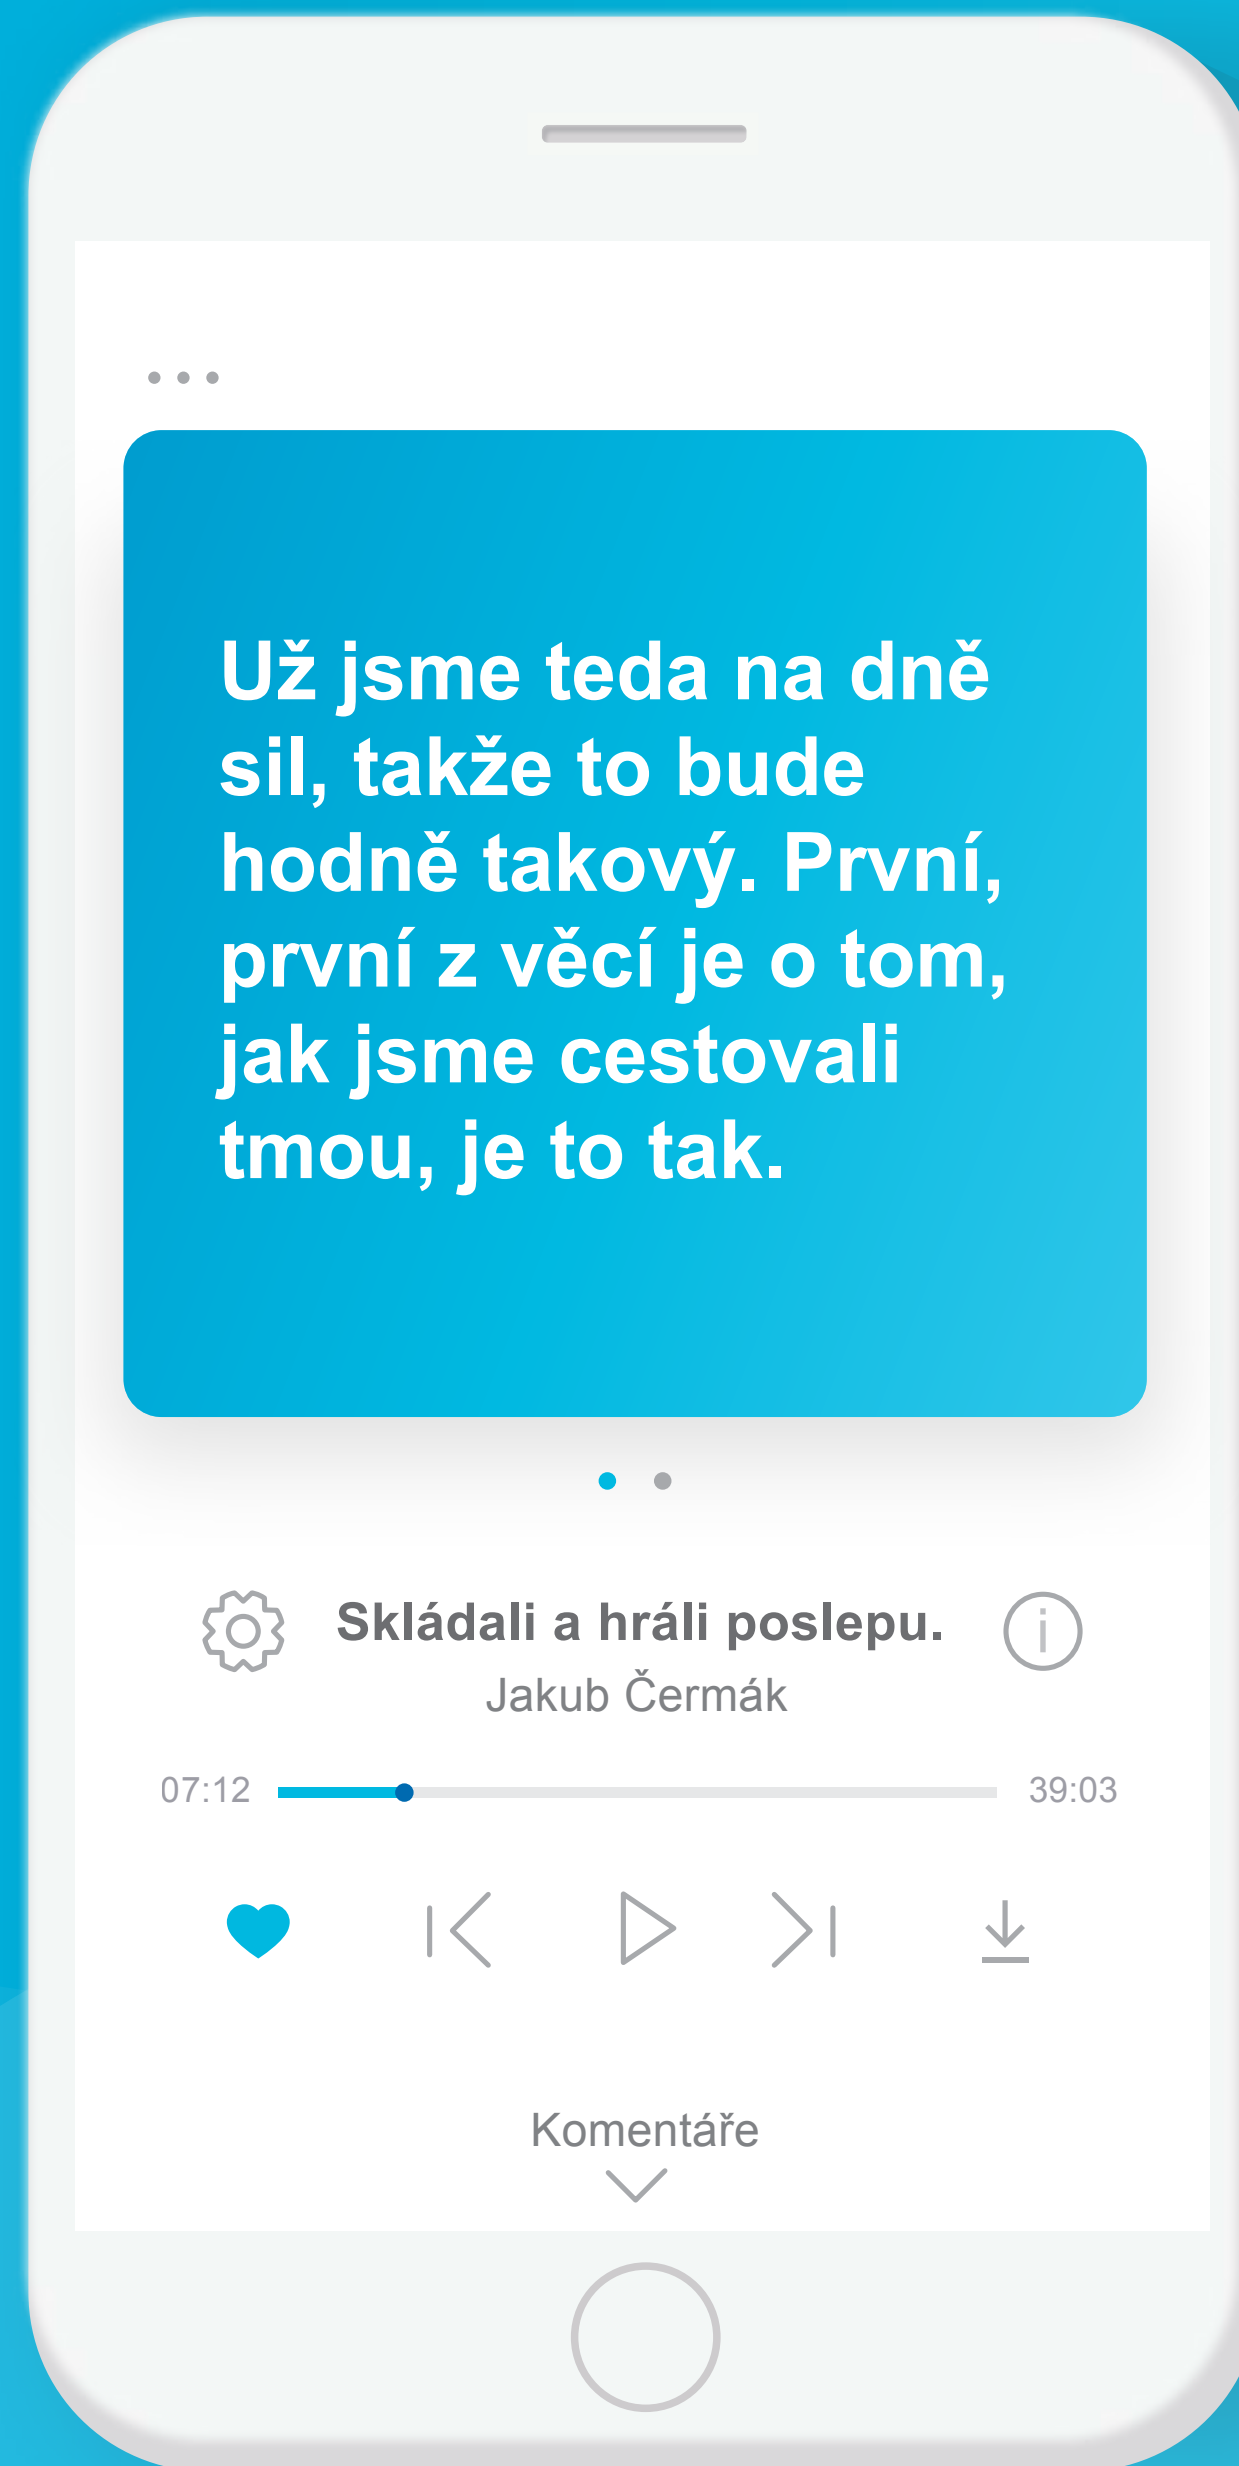 Už jsme teda na dně
sil, takže to bude
hodně takový. První,
první z věcí je o tom,
jak jsme cestovali
tmou, je to tak.
Skládali a hráli poslepu.
Jakub Čermák
07:12
39:03
Komentáře